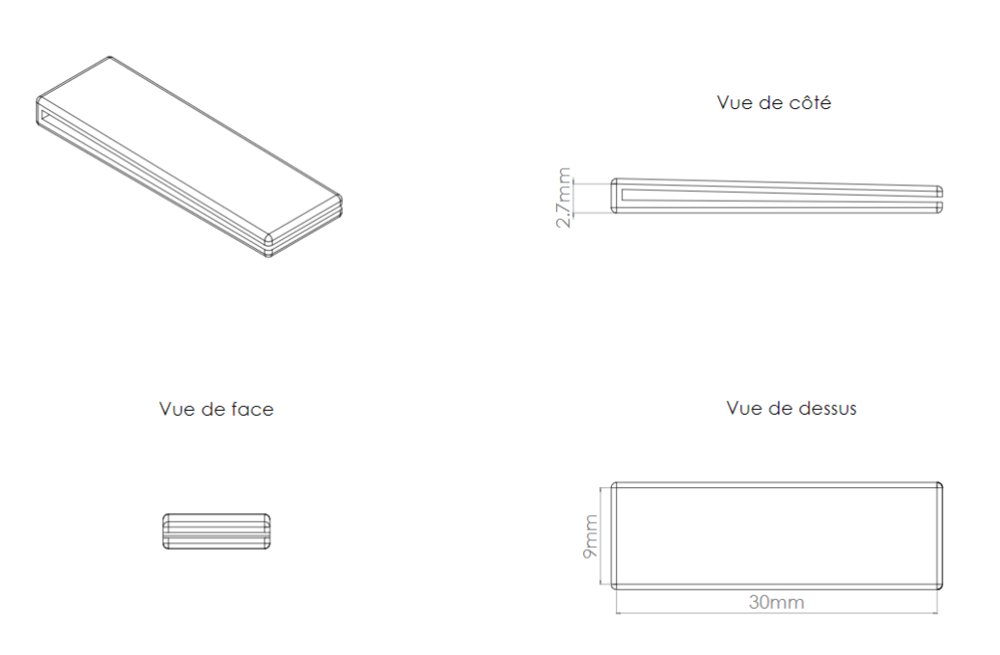 Vue de côté
2.7mm
Vue de face
Vue de dessus
9mm
30mm